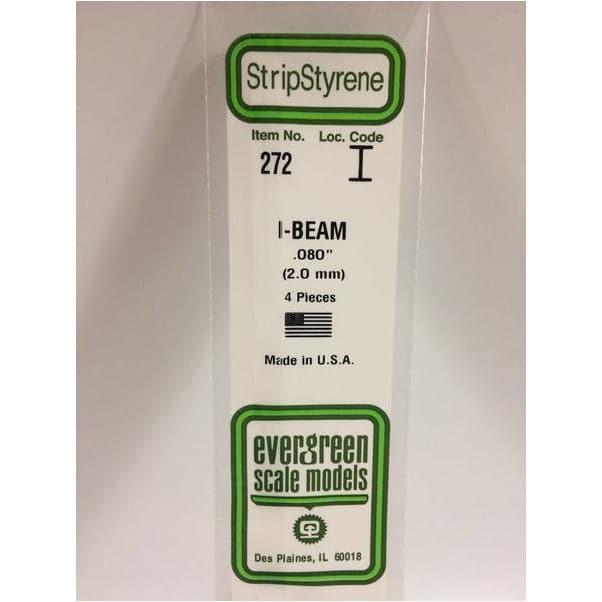 StripStyrene
Item No. Loc. Code
272 I
I-BEAM
.080"
(2.0 mm)
4 Pieces
Made in U.S.A.
evergreen
scale models
Des Plaines, IL 60018